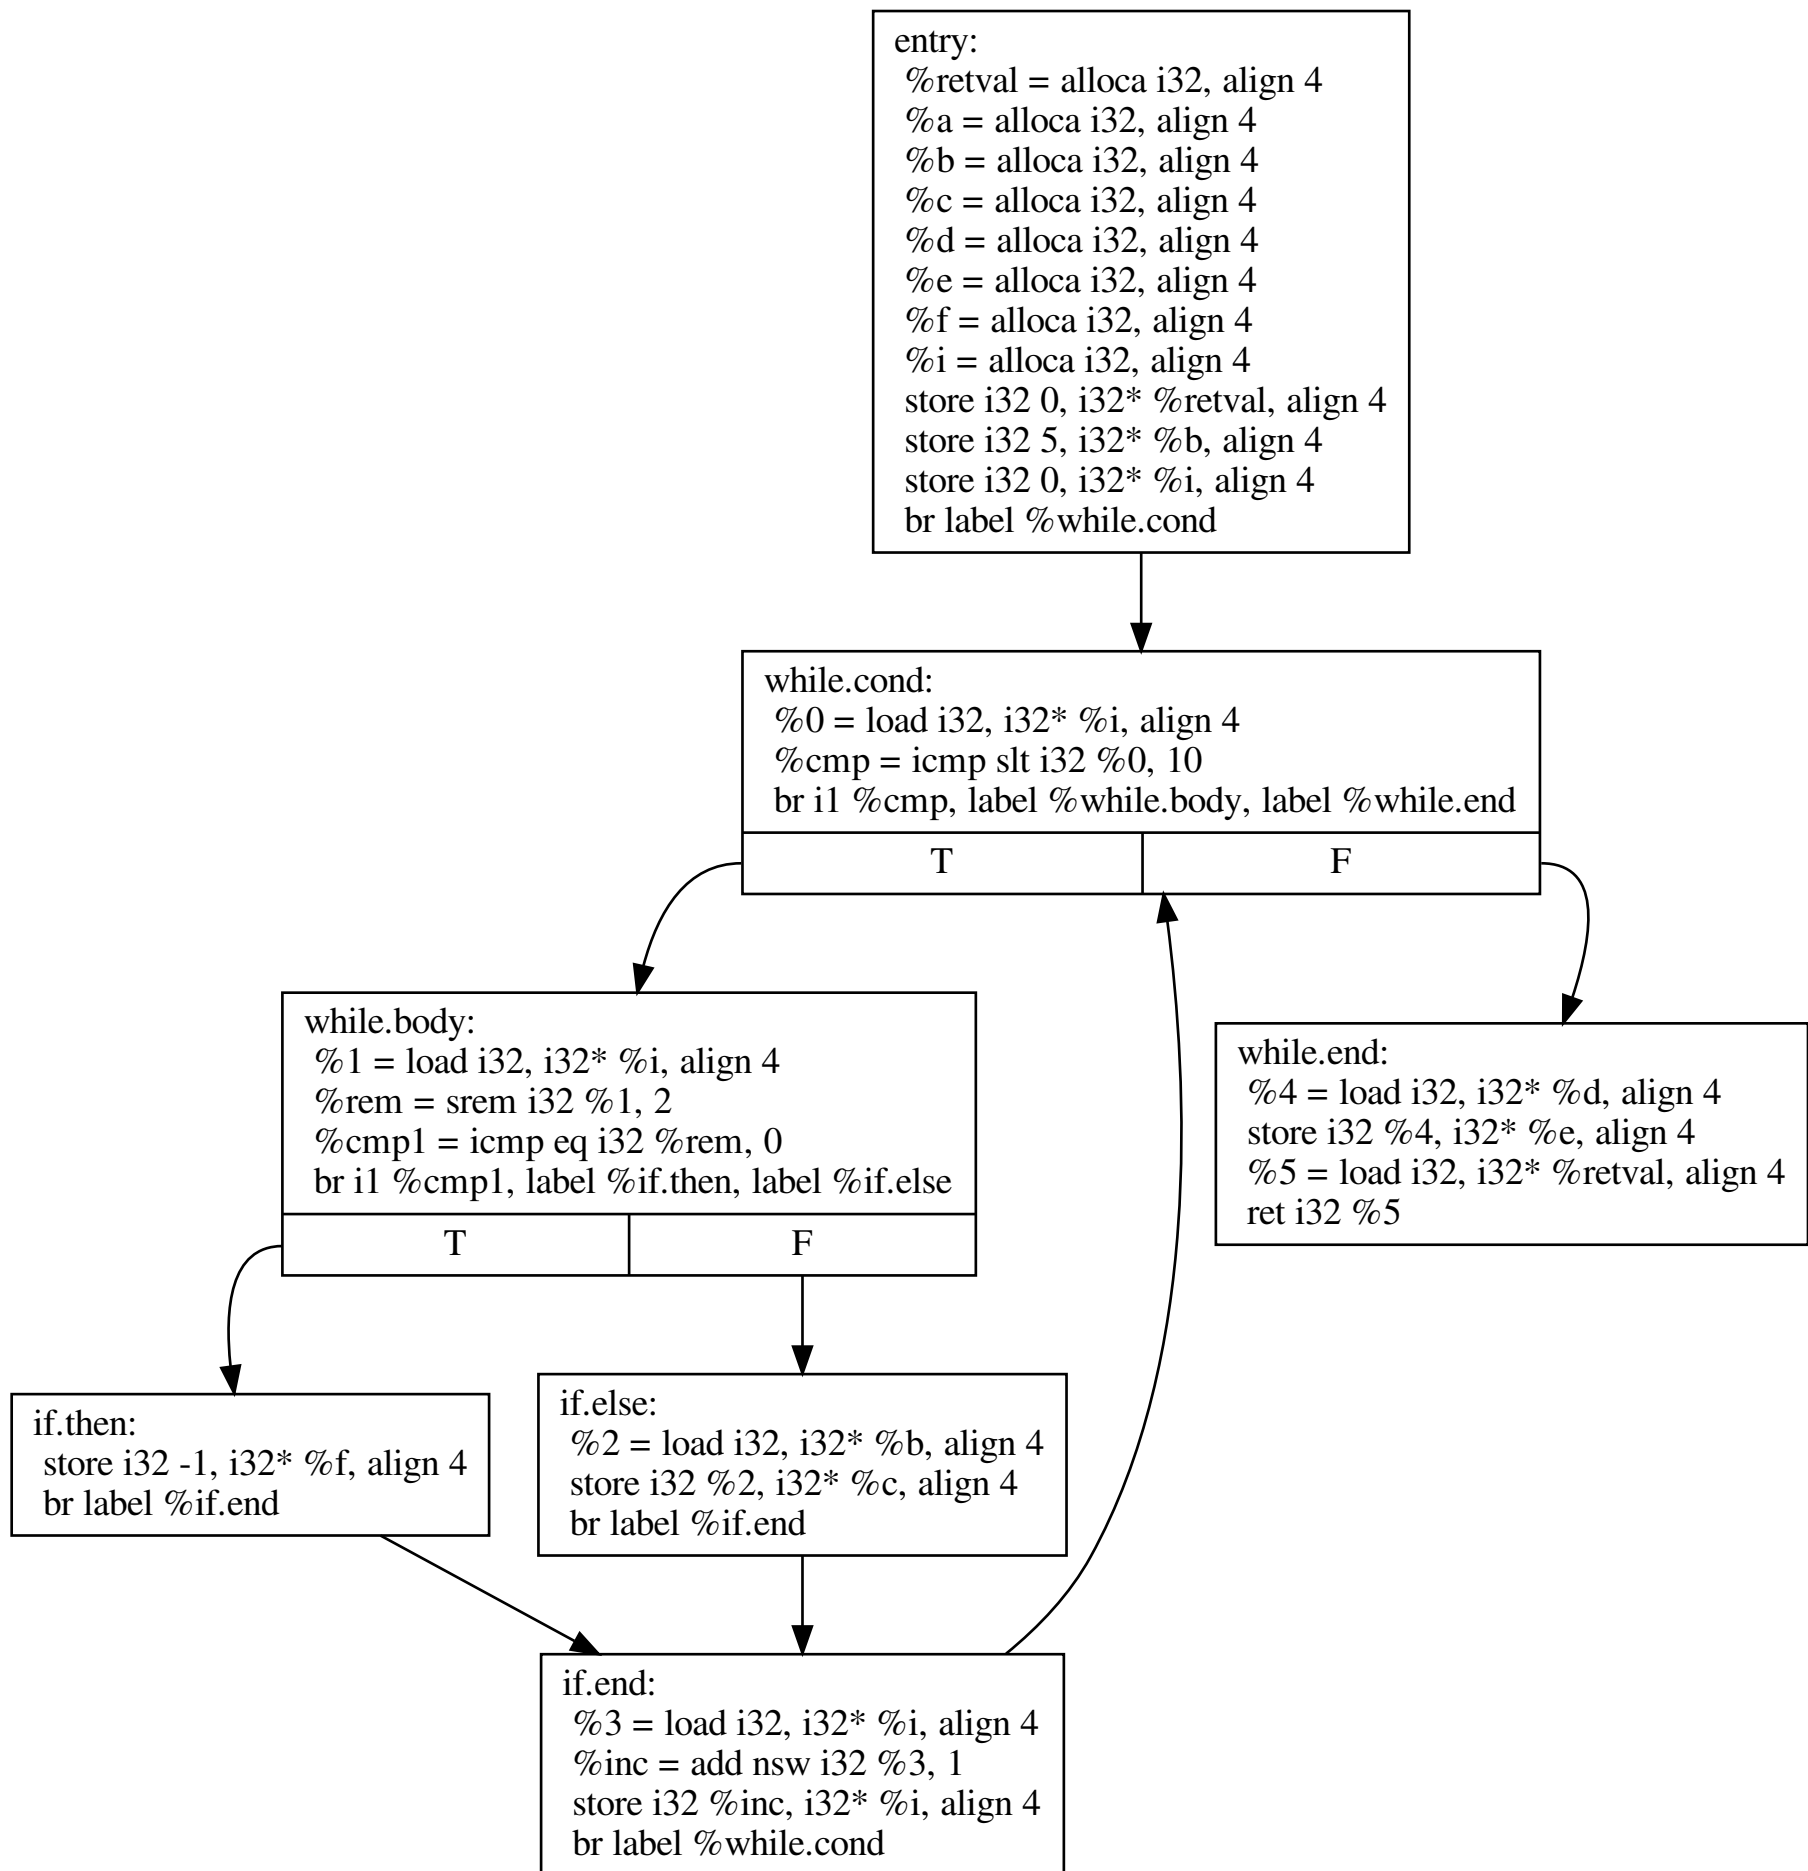 entry:
%retval = alloca i32, align 4
%a = alloca i32, align 4
%b = alloca i32, align 4
%c = alloca i32, align 4
%d = alloca i32, align 4
%e = alloca i32, align 4
%f = alloca i32, align 4
%i = alloca i32, align 4
store i32 0, i32* %retval, align 4
store i32 5, i32* %b, align 4
store i32 0, i32* %i, align 4
br label %while.cond
while.cond:
%0 = load i32, i32* %i, align 4
%cmp = icmp slt i32 %0, 10
br i1 %cmp, label %while.body, label %while.end
T
F
while.body:
%1 = load i32, i32* %i, align 4
%rem = srem i32 %1, 2
%cmp1 = icmp eq i32 %rem, 0
br i1 %cmp1, label %if.then, label %if.else
T
F
while.end:
%4 = load i32, i32* %d, align 4
store i32 %4, i32* %e, align 4
%5 = load i32, i32* %retval, align 4
ret i32 %5
if.then:
store i32 -1, i32* %f, align 4
br label %if.end
if.else:
%2 = load i32, i32* %b, align 4
store i32 %2, i32* %c, align 4
br label %if.end
if.end:
%3 = load i32, i32* %i, align 4
%inc = add nsw i32 %3, 1
store i32 %inc, i32* %i, align 4
br label %while.cond